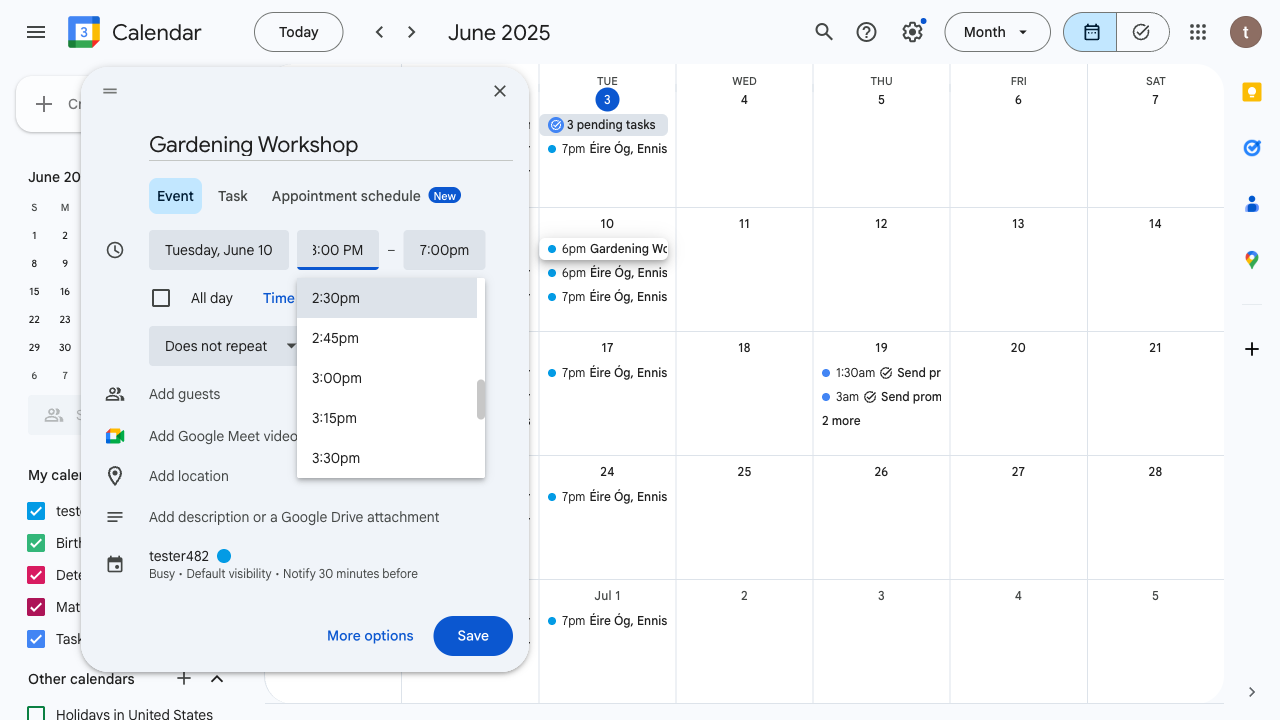 3
Calendar
Today
June 2025
Month
t
Gardening Workshop
Event
Task
Appointment schedule
New
Tuesday, June 10
3:00 PM
–
7:00pm
All day
Time
2:30pm
2:45pm
3:00pm
3:15pm
3:30pm
Does not repeat
Add guests
Add Google Meet video
Add location
Add description or a Google Drive attachment
tester482
Busy • Default visibility • Notify 30 minutes before
More options
Save
June 20
S M
1 2
8 9
15 16
22 23
29 30
6 7
My calen
Other calendars
Holidays in United States
TUE WED THU FRI SAT
3 4 5 6 7
3 pending tasks
7pm Éire Óg, Ennis
10 11 12 13 14
6pm Gardening Wo
6pm Éire Óg, Ennis
7pm Éire Óg, Ennis
17 18 19 20 21
7pm Éire Óg, Ennis
1:30am Send pr
3am Send prom
2 more
24 25 26 27 28
7pm Éire Óg, Ennis
Jul 1 2 3 4 5
7pm Éire Óg, Ennis